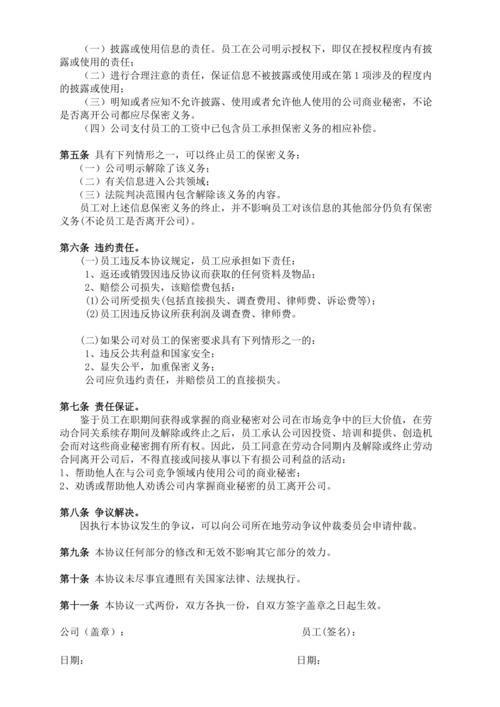 （一）披露或使用信息的责任。员工在公司明示授权下，即仅在授权程度内有披
露或使用的责任；
（二）进行合理注意的责任，保证信息不被披露或使用或在第1项涉及的程度内
的披露或使用；
（三）明知或者应知不允许披露、使用或者允许他人使用的公司商业秘密，不论
是否离开公司都应尽保密义务。
（四）公司支付员工的工资中已包含员工承担保密义务的相应补偿。
第五条 具有下列情形之一，可以终止员工的保密义务：
（一）公司明示解除了该义务；
（二）有关信息进入公共领域；
（三）法院判决范围内包含解除该义务的内容。
员工对上述信息保密义务的终止，并不影响员工对该信息的其他部分仍负有保密
义务(不论员工是否离开公司)。
第六条 违约责任。
(一)员工违反本协议规定，员工应承担如下责任：
1、返还或销毁因违反协议而获取的任何资料及物品；
2、赔偿公司损失，该赔偿费包括：
(1)公司所受损失(包括直接损失、调查费用、律师费、诉讼费等)；
(2)员工因违反协议所获利润及调查费、律师费。
(二)如果公司对员工的保密要求具有下列情形之一的：
1、违反公共利益和国家安全；
2、显失公平，加重保密义务；
公司应负违约责任，并赔偿员工的直接损失。
第七条 责任保证。
鉴于员工在职期间获得或掌握的商业秘密对公司在市场竞争中的巨大价值，在劳
动合同关系续存期间及解除或终止之后，员工承认公司因投资、培训和提供、创造机
会而对这些商业秘密拥有所有权。因此，员工同意在劳动合同期内及解除或终止劳动
合同离开公司后，不得直接或间接从事以下有损公司利益的活动：
1、帮助他人在与公司竞争领域内使用公司的商业秘密；
2、劝诱或帮助他人劝诱公司内掌握商业秘密的员工离开公司。
第八条 争议解决。
因执行本协议发生的争议，可以向公司所在地劳动争议仲裁委员会申请仲裁。
第九条 本协议任何部分的修改和无效不影响其它部分的效力。
第十条 本协议未尽事宜遵照有关国家法律、法规执行。
第十一条 本协议一式两份，双方各执一份，自双方签字盖章之日起生效。
公司（盖章）： 员工(签名)：
日期： 日期：